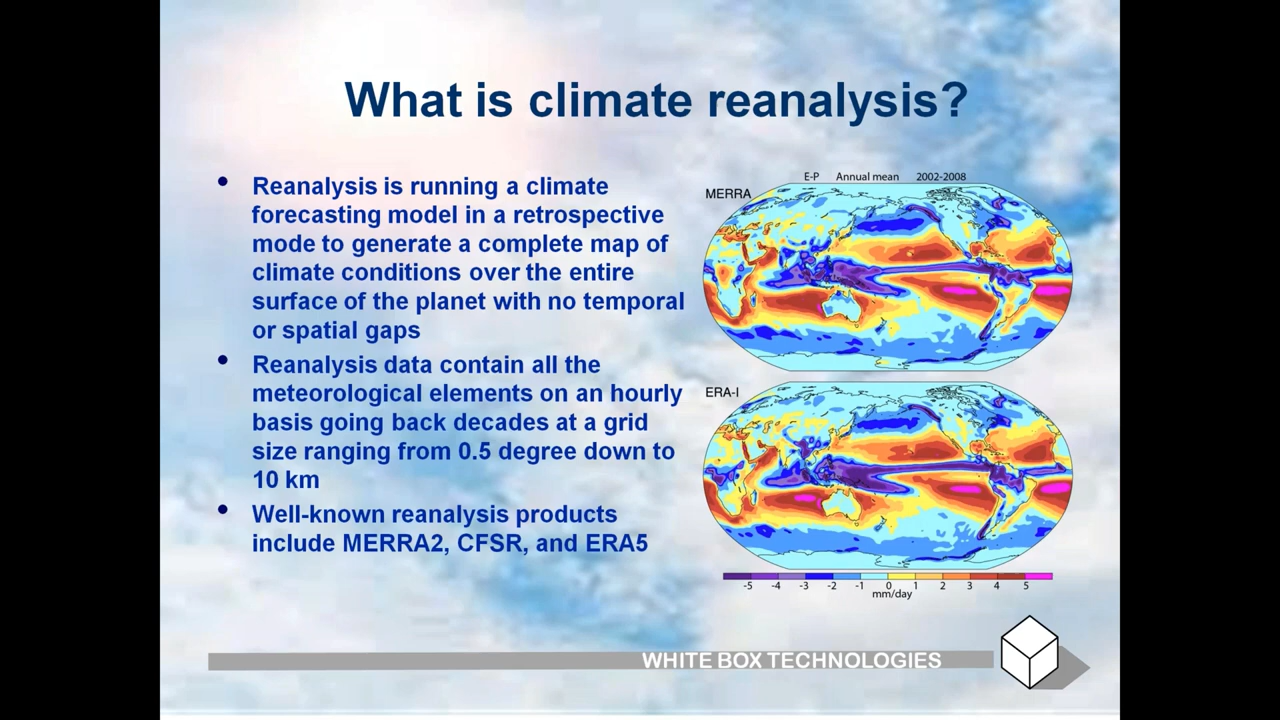 What is climate reanalysis?
• Reanalysis is running a climate
forecasting model in a retrospective
mode to generate a complete map of
climate conditions over the entire
surface of the planet with no temporal
or spatial gaps
• Reanalysis data contain all the
meteorological elements on an hourly
basis going back decades at a grid
size ranging from 0.5 degree down to
10 km
• Well-known reanalysis products
include MERRA2, CFSR, and ERA5
E-P Annual mean 2002-2008
MERRA
ERA-I
-5 -4 -3 -2 -1 0 1 2 3 4 5
mm/day
WHITE BOX TECHNOLOGIES